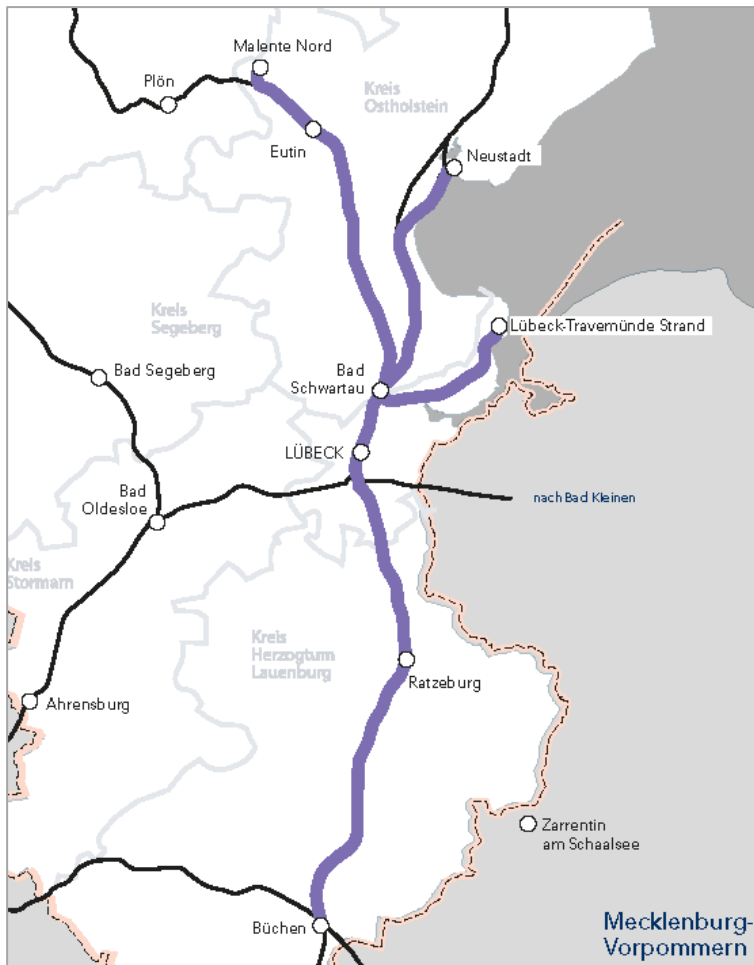 Malente Nord
Plön
Kreis
Ostholstein
Eutin
Neustadt
Kreis
Segeberg
Lübeck-Travemünde Strand
Bad Segeberg
Bad
Schwartau
LÜBECK
Bad
Oldesloe
nach Bad Kleinen
Kreis
Stormarn
Kreis
Herzogtum
Lauenburg
Ratzeburg
Ahrensburg
Zarrentin
am Schaalsee
Büchen
Mecklenburg-
Vorpommern